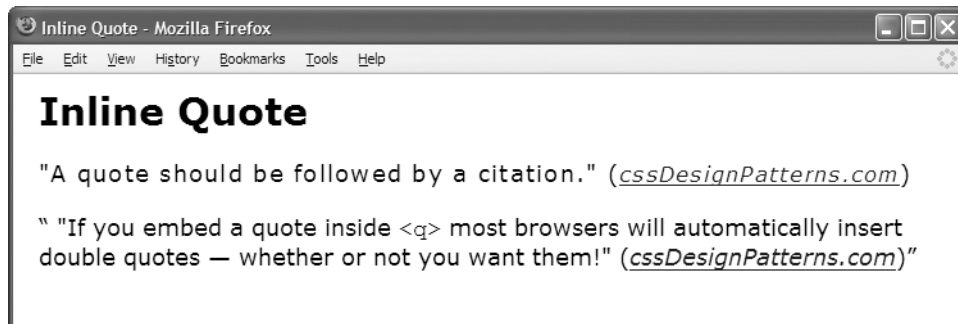 Inline Quote - Mozilla Firefox
File Edit View History Bookmarks Tools Help
Inline Quote
"A quote should be followed by a citation." (cssDesignPatterns.com)
“ "If you embed a quote inside <q> most browsers will automatically insert
double quotes — whether or not you want them!" (cssDesignPatterns.com)”